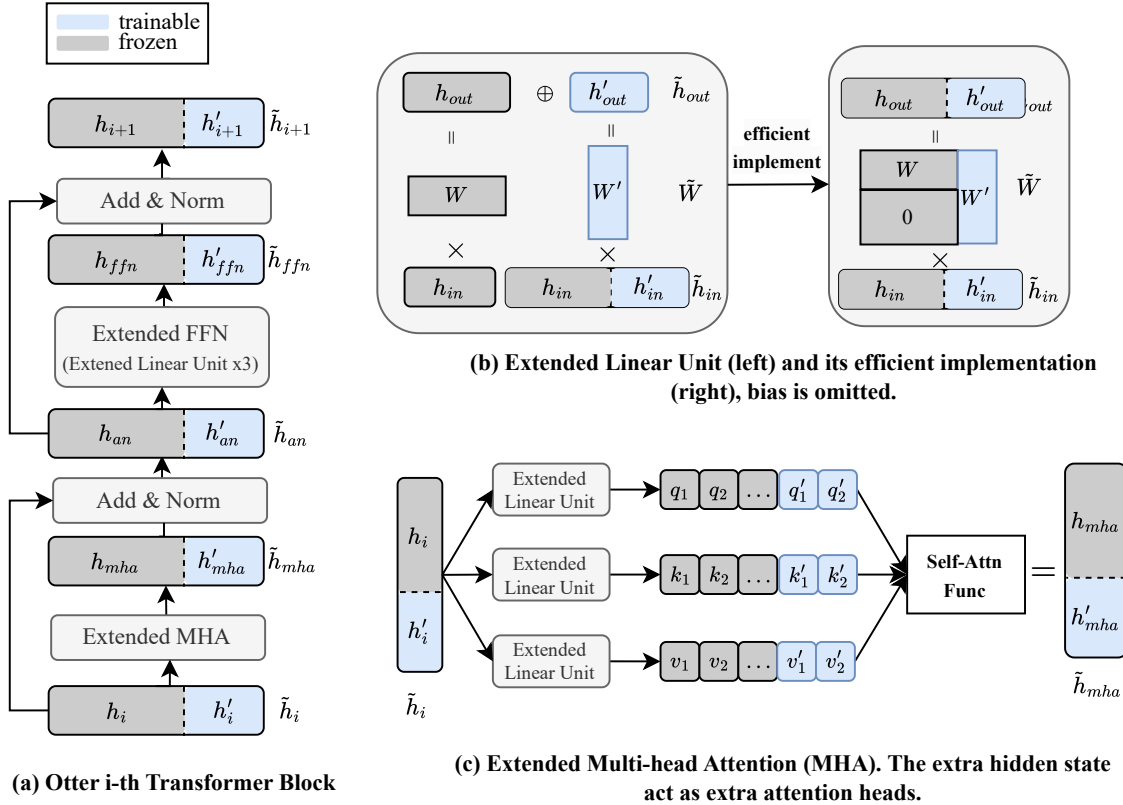 trainable
frozen
h_{i+1} h'_{i+1} h̃_{i+1}
Add & Norm
h_{ffn} h'_{ffn} h̃_{ffn}
Extended FFN
(Extened Linear Unit x3)
h_{an} h'_{an} h̃_{an}
Add & Norm
h_{mha} h'_{mha} h̃_{mha}
Extended MHA
h_i h'_i h̃_i
(a) Otter i-th Transformer Block
h_{out} ⊕ h'_{out} h̃_{out}
= =
W W' W̃
× ×
h_{in} h_{in} h'_{in} h̃_{in}
efficient
implement
h_{out} h'_{out} _{out}
=
W W' W̃
0
×
h_{in} h'_{in} h̃_{in}
(b) Extended Linear Unit (left) and its efficient implementation
(right), bias is omitted.
h_i
h'_i
h̃_i
Extended
Linear Unit
q_1 q_2 ... q'_1 q'_2
Extended
Linear Unit
k_1 k_2 ... k'_1 k'_2
Extended
Linear Unit
v_1 v_2 ... v'_1 v'_2
Self-Attn
Func
=
h_{mha}
h'_{mha}
h̃_{mha}
(c) Extended Multi-head Attention (MHA). The extra hidden state
act as extra attention heads.